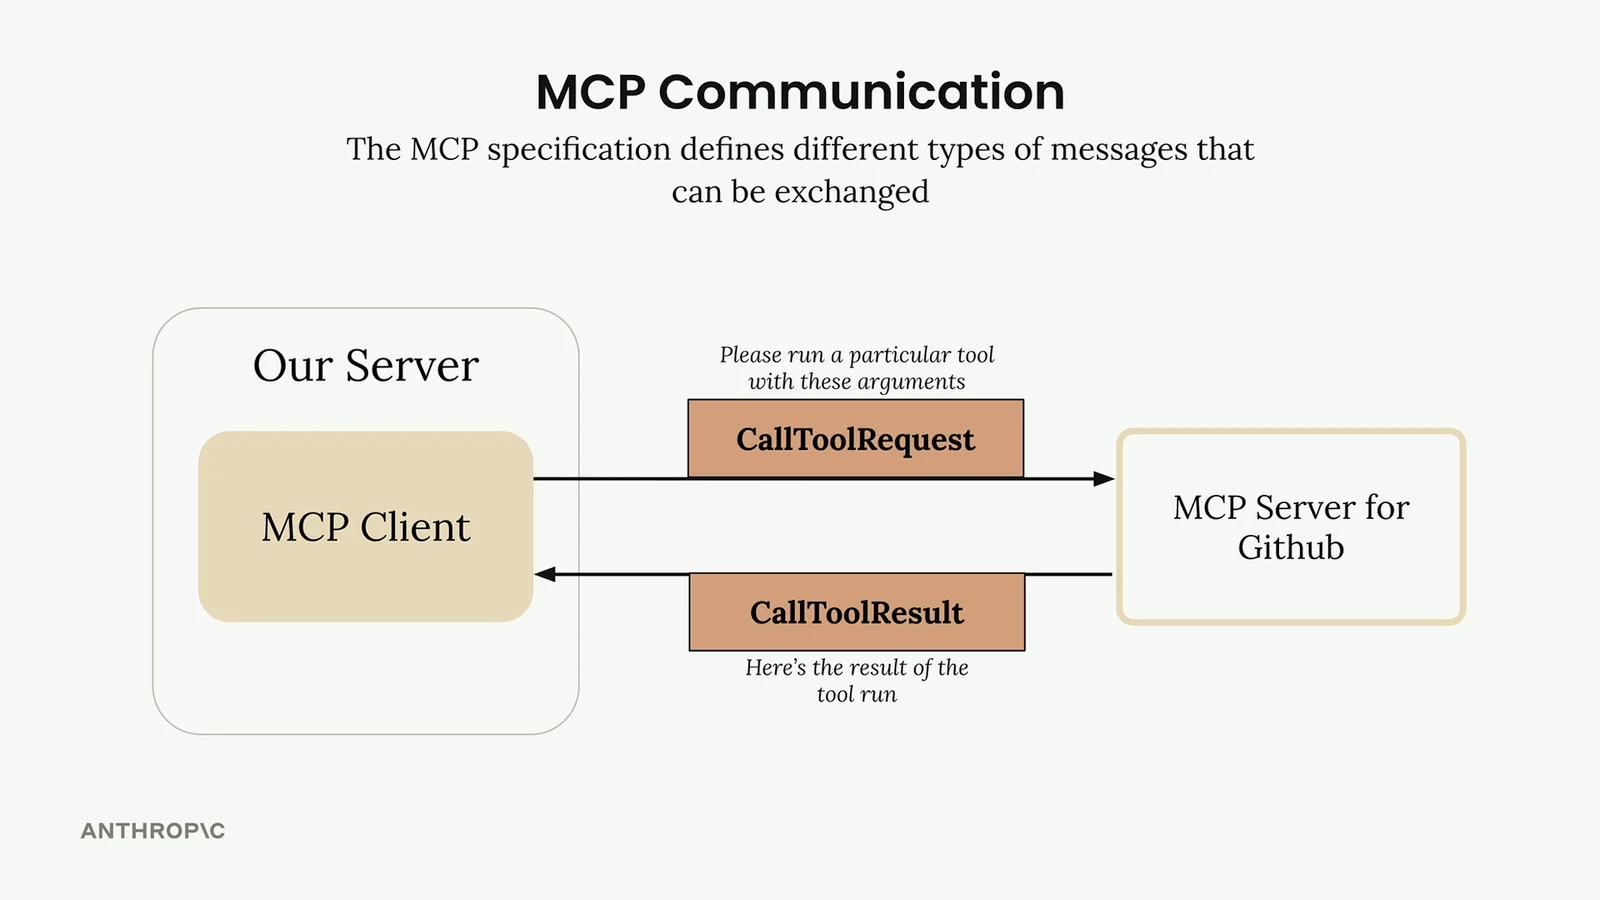 MCP Communication
The MCP specification defines different types of messages that
can be exchanged
Our Server
MCP Client
Please run a particular tool
with these arguments
CallToolRequest
CallToolResult
Here's the result of the
tool run
MCP Server for
Github
ANTHROP\C